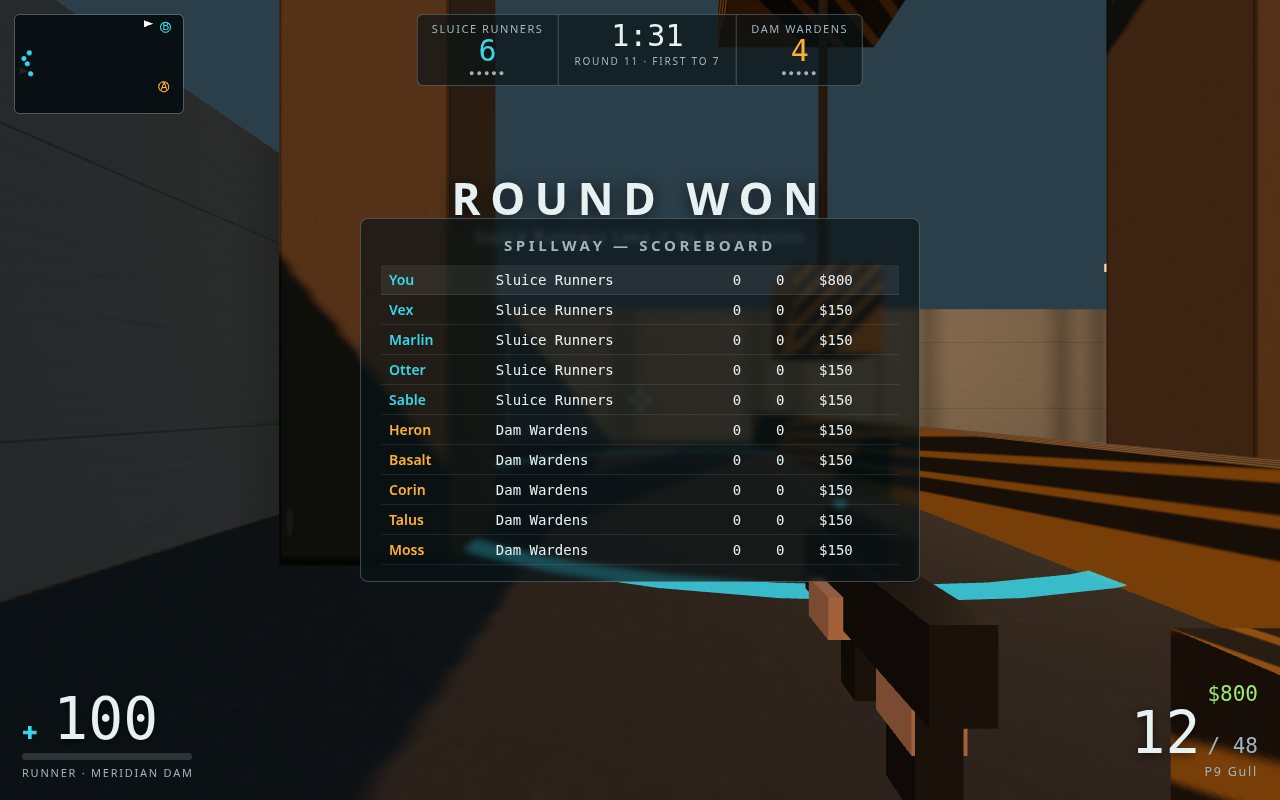 B
A
SLUICE RUNNERS
6
1:31
ROUND 11 · FIRST TO 7
DAM WARDENS
4
ROUND WON
SPILLWAY — SCOREBOARD
You Sluice Runners 0 0 $800
Vex Sluice Runners 0 0 $150
Marlin Sluice Runners 0 0 $150
Otter Sluice Runners 0 0 $150
Sable Sluice Runners 0 0 $150
Heron Dam Wardens 0 0 $150
Basalt Dam Wardens 0 0 $150
Corin Dam Wardens 0 0 $150
Talus Dam Wardens 0 0 $150
Moss Dam Wardens 0 0 $150
+ 100
RUNNER · MERIDIAN DAM
$800
12 / 48
P9 Gull